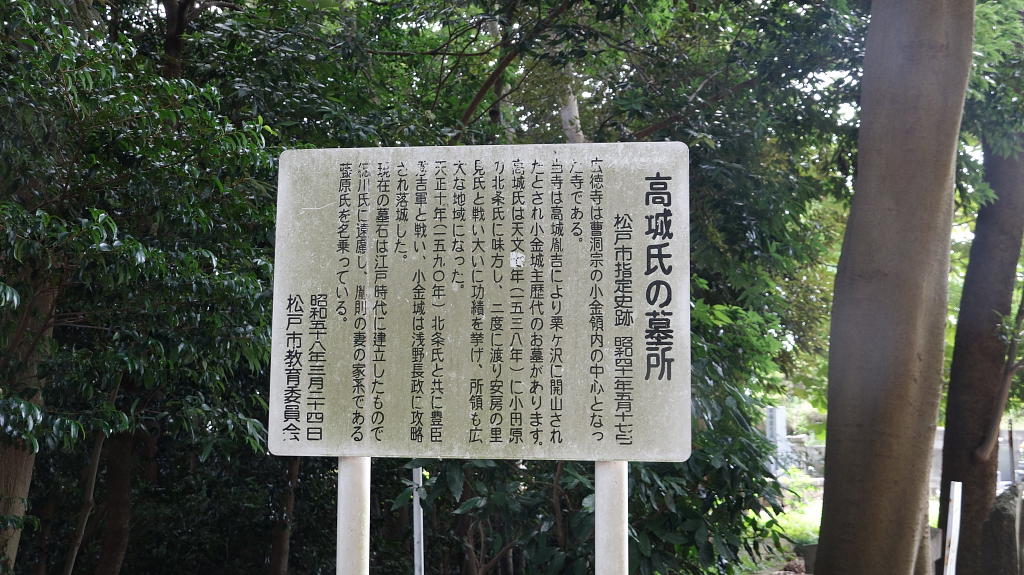 高城氏の墓所
松戸市指定史跡 昭四十年五月十七日
広徳寺は曹洞宗の小金領内の中心となっ
た寺である。
当寺は高城胤吉により栗ヶ沢に開山され
たとされ小金城主歴代のお墓があります。
高城氏は天文七年(一五三八年)に小田原
の北条氏に味方し、二度に渡り安房の里
見氏と戦い大いに功績を挙げ、所領も広
大な地域になった。
天正十年(一五九〇年)北条氏と共に豊臣
秀吉軍と戦い、小金城は浅野長政に攻略
され落城した。
現在の墓石は江戸時代に建立したもので
徳川氏に遠慮し、胤則の妻の家系である
藤原氏を名乗っている。
昭和五十八年三月二十四日
松戸市教育委員会